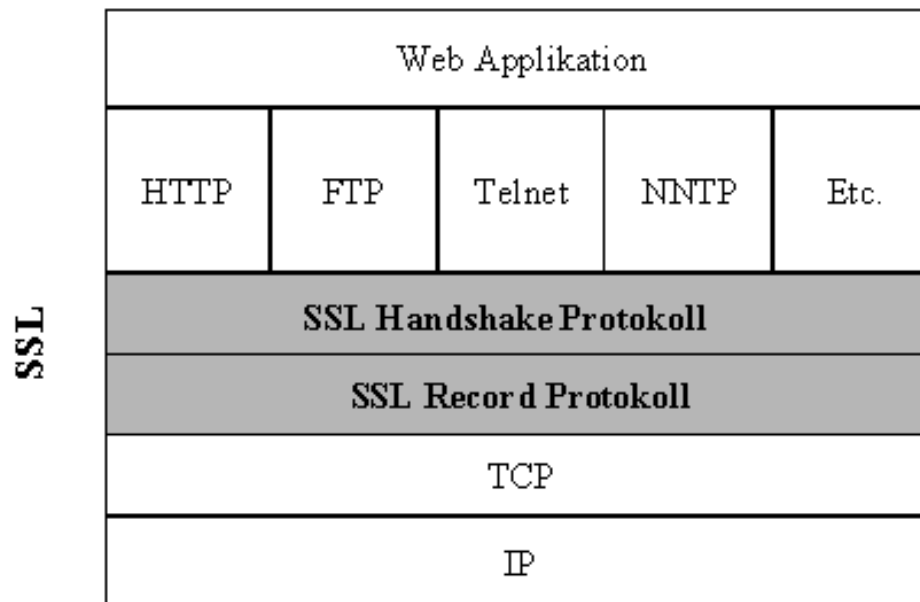 Web Applikation
HTTP FTP Telnet NNTP Etc.
SSL
SSL Handshake Protokoll
SSL Record Protokoll
TCP
IP